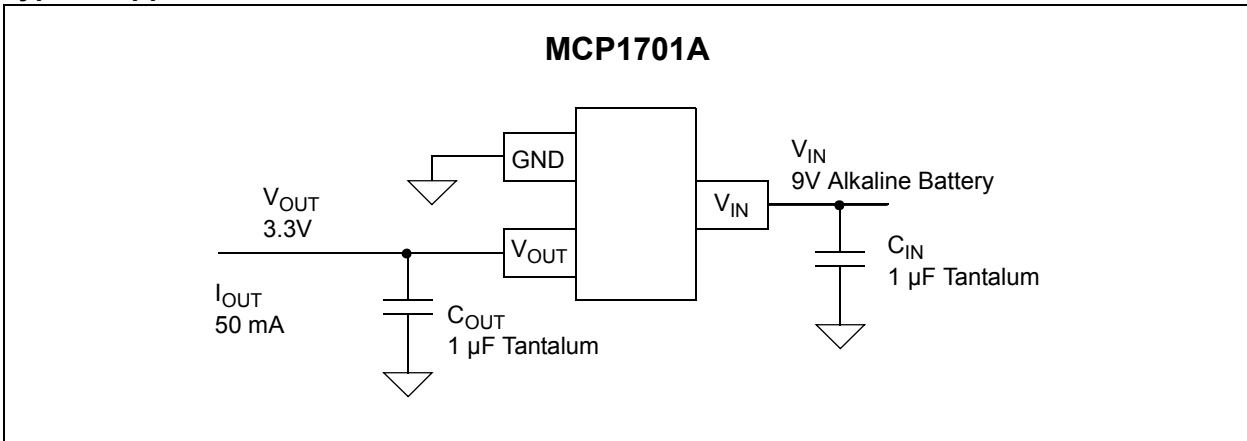 MCP1701A
GND
V_IN
9V Alkaline Battery
V_IN
V_OUT
3.3V
V_OUT
C_IN
1 µF Tantalum
I_OUT
50 mA
C_OUT
1 µF Tantalum